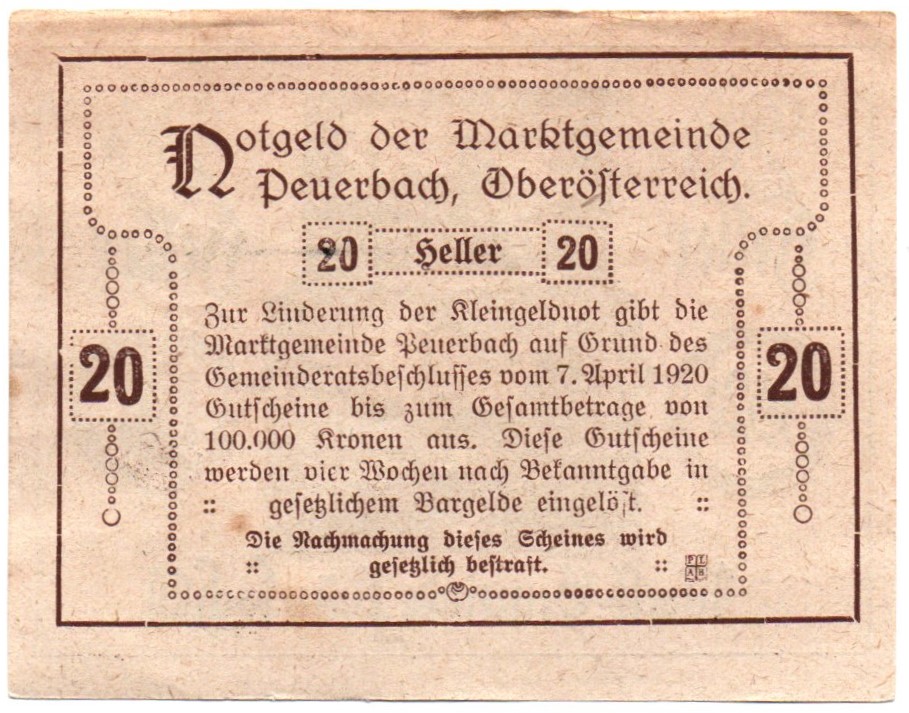 Notgeld der Marktgemeinde
Peuerbach, Oberösterreich.
20 Heller 20
Zur Linderung der Kleingeldnot gibt die
Marktgemeinde Peuerbach auf Grund des
20 Gemeinderatsbeschlusses vom 7. April 1920 20
Gutscheine bis zum Gesamtbetrage von
100.000 Kronen aus. Diese Gutscheine
werden vier Wochen nach Bekanntgabe in
:: gesetzlichem Bargelde eingelöst. ::
Die Nachmachung dieses Scheines wird
:: gesetzlich bestraft. ::